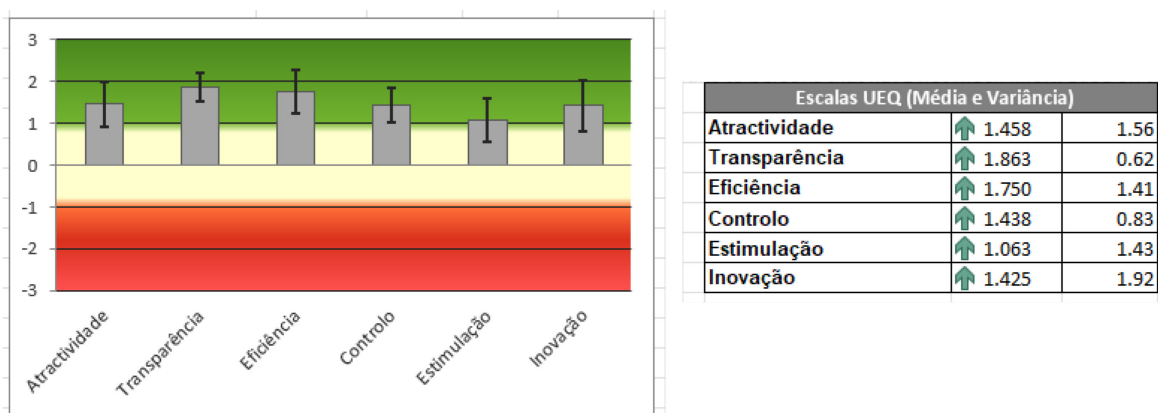 3
2
1
0
-1
-2
-3
Atractividade
Transparência
Eficiência
Controlo
Estimulação
Inovação
Escalas UEQ (Média e Variância)
Atractividade 1.458 1.56
Transparência 1.863 0.62
Eficiência 1.750 1.41
Controlo 1.438 0.83
Estimulação 1.063 1.43
Inovação 1.425 1.92